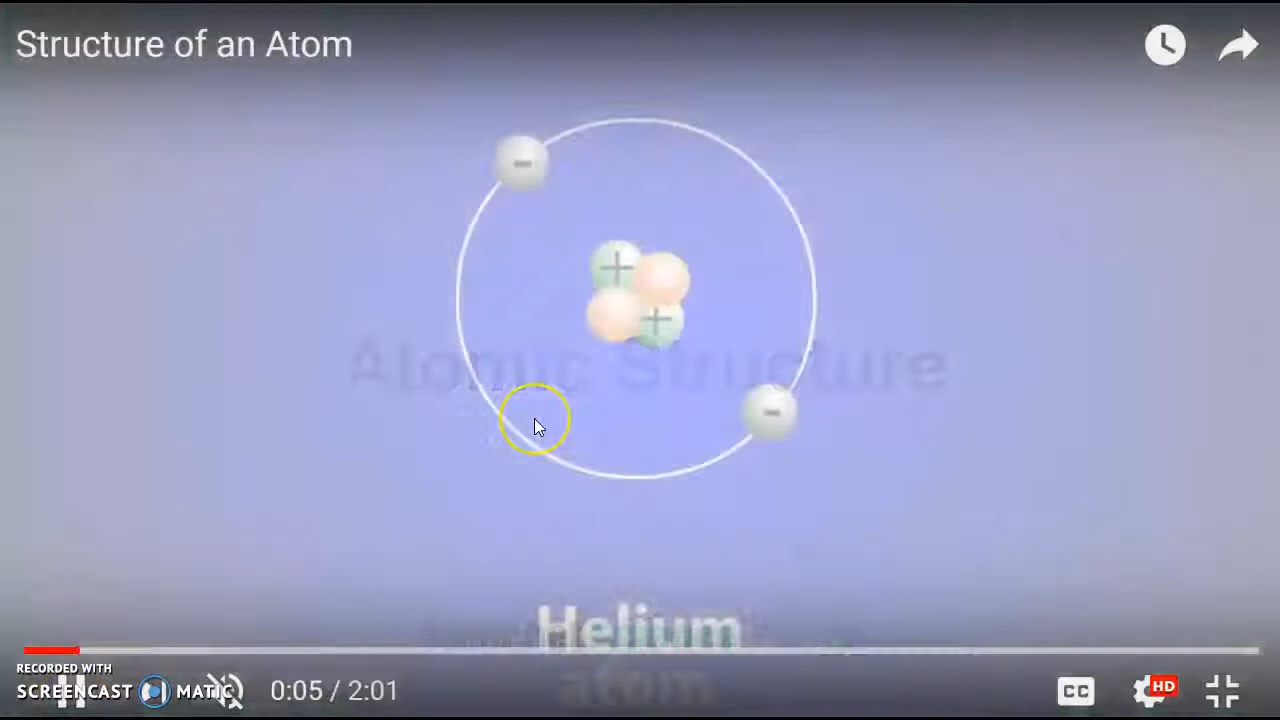 Structure of an Atom
-
+
+
Atomic Structure
-
Helium
atom
RECORDED WITH
SCREENCAST MATIC
0:05 / 2:01
CC
HD